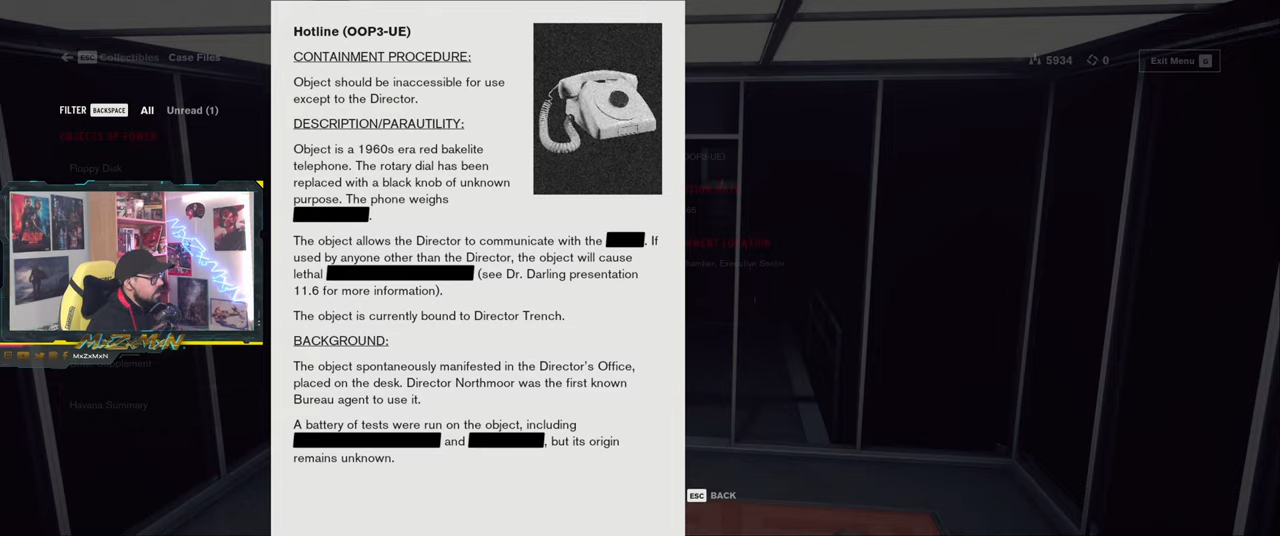 Hotline (OOP3-UE)
CONTAINMENT PROCEDURE:
Object should be inaccessible for use
except to the Director.
DESCRIPTION/PARAUTILITY:
Object is a 1960s era red bakelite
telephone. The rotary dial has been
replaced with a black knob of unknown
purpose. The phone weighs
.
The object allows the Director to communicate with the . If
used by anyone other than the Director, the object will cause
lethal (see Dr. Darling presentation
11.6 for more information).
The object is currently bound to Director Trench.
BACKGROUND:
The object spontaneously manifested in the Director's Office,
placed on the desk. Director Northmoor was the first known
Bureau agent to use it.
A battery of tests were run on the object, including
and , but its origin
remains unknown.
ESC Collectibles Case Files
FILTER BACKSPACE All Unread (1)
OBJECTS OF POWER
Floppy Disk
MxZxMxN
MxZxMxN
Havana Summary
5934 0
Exit Menu G
ESC BACK